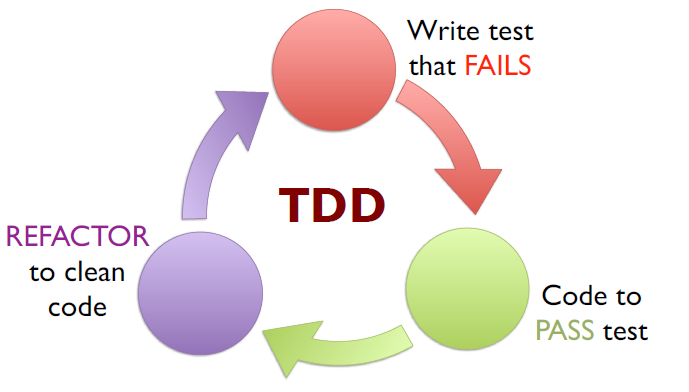 Write test
that FAILS
TDD
REFACTOR
to clean
code
Code to
PASS test